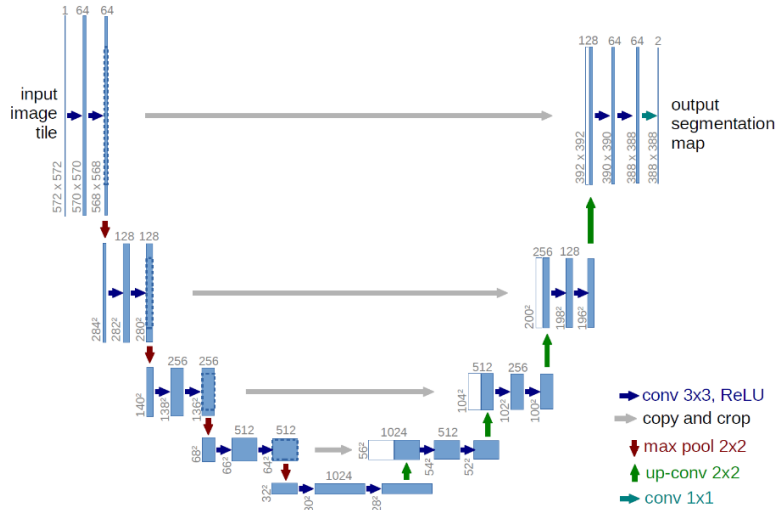 1 64 64
128 64 64 2
input
image
tile
output
segmentation
map
572 x 572
570 x 570
568 x 568
392 x 392
390 x 390
388 x 388
388 x 388
128 128
256 128
284²
282²
280²
200²
198²
196²
256 256
512 256
140²
138²
136²
104²
102²
100²
conv 3x3, ReLU
copy and crop
max pool 2x2
up-conv 2x2
conv 1x1
512 512
1024 512
68²
66²
64²
56²
54²
52²
1024
32²
30²
28²